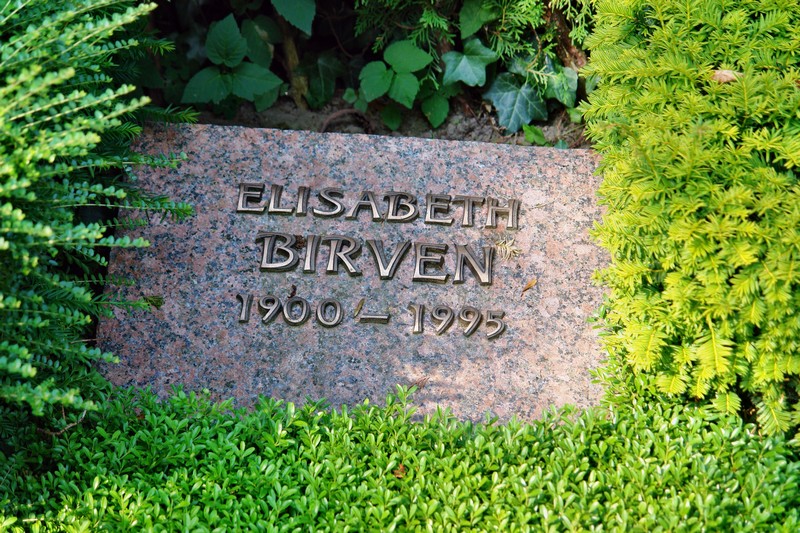 ELISABETH
BIRVEN
1900 – 1995